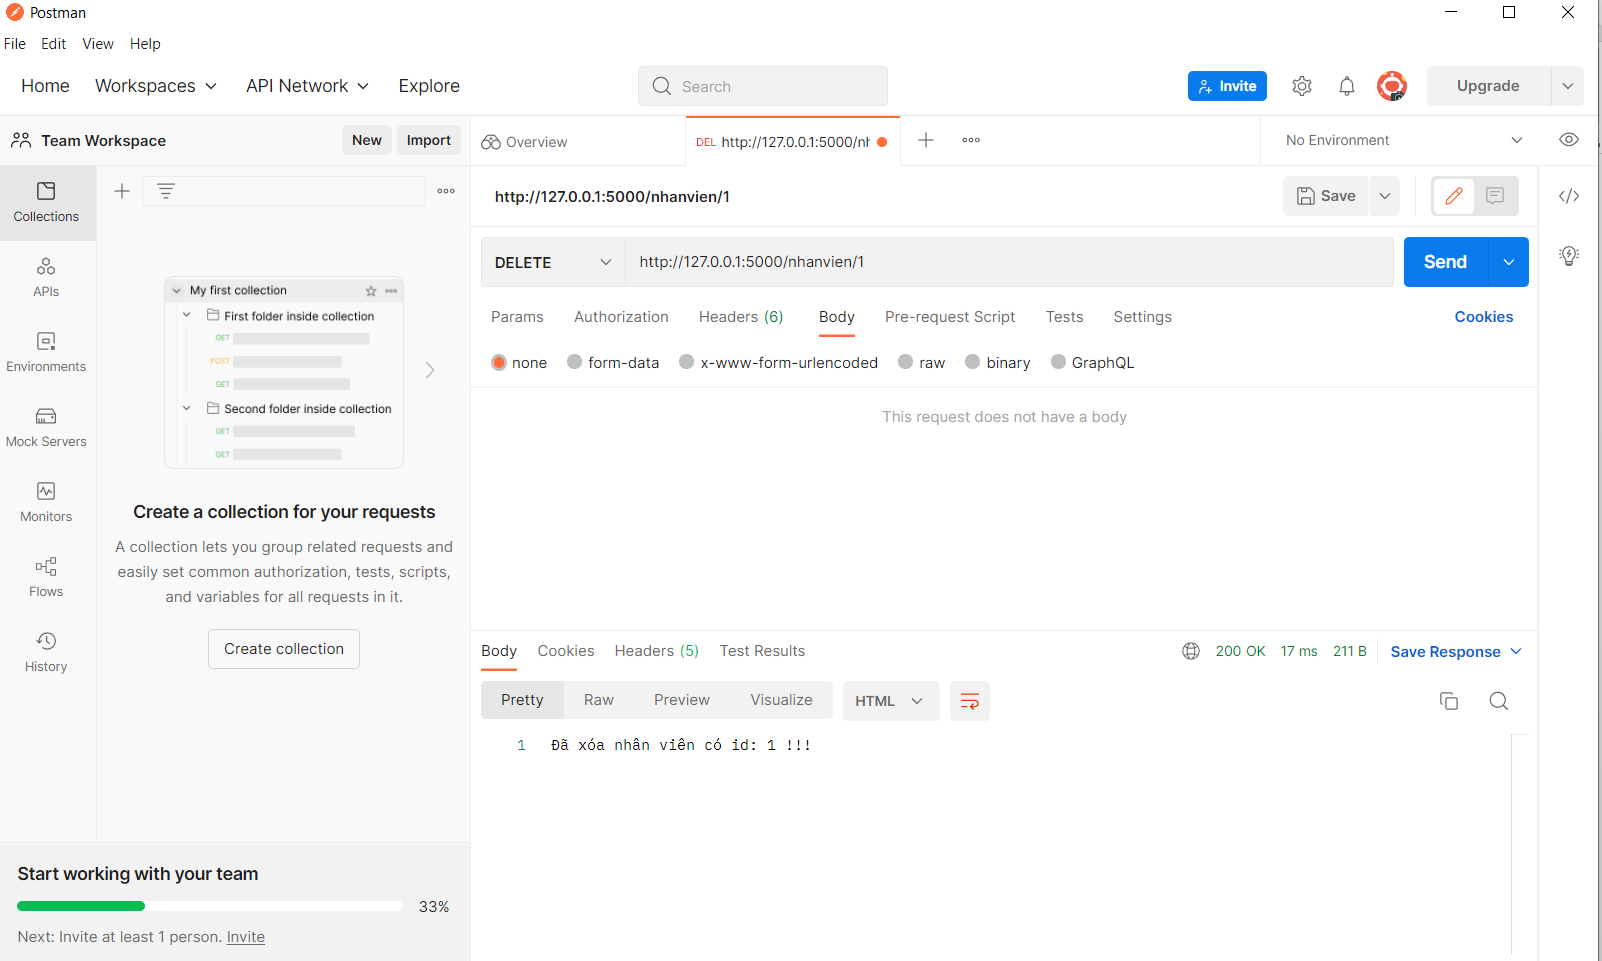 Postman
File Edit View Help
Home Workspaces API Network Explore Search Invite Upgrade
Team Workspace New Import
Overview DEL http://127.0.0.1:5000/nh No Environment
Collections
APIs
Environments
Mock Servers
Monitors
Flows
History
My first collection
First folder inside collection
GET
POST
GET
Second folder inside collection
GET
GET
Create a collection for your requests
A collection lets you group related requests and
easily set common authorization, tests, scripts,
and variables for all requests in it.
Create collection
Start working with your team
33%
Next: Invite at least 1 person. Invite
http://127.0.0.1:5000/nhanvien/1 Save
DELETE http://127.0.0.1:5000/nhanvien/1 Send
Params Authorization Headers (6) Body Pre-request Script Tests Settings Cookies
none form-data x-www-form-urlencoded raw binary GraphQL
This request does not have a body
Body Cookies Headers (5) Test Results 200 OK 17 ms 211 B Save Response
Pretty Raw Preview Visualize HTML
1 Đã xóa nhân viên có id: 1 !!!